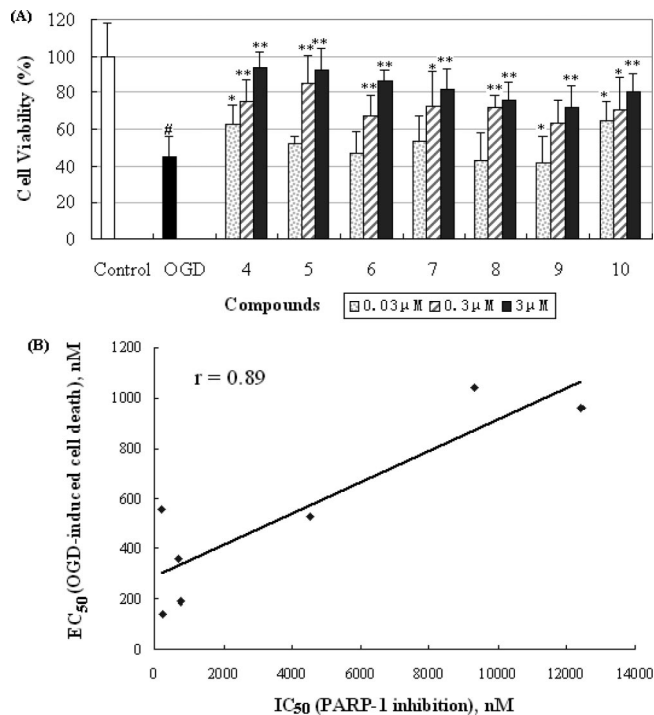 (A)
120
100
80
60
40
20
0
Cell Viability (%)
#
* ** **
** **
** **
* **
** **
* **
* * **
Control OGD 4 5 6 7 8 9 10
Compounds 0.03μM 0.3μM 3μM
(B)
1200
1000
800
600
400
200
0
r = 0.89
EC50 (OGD-induced cell death), nM
0 2000 4000 6000 8000 10000 12000 14000
IC50 (PARP-1 inhibition), nM